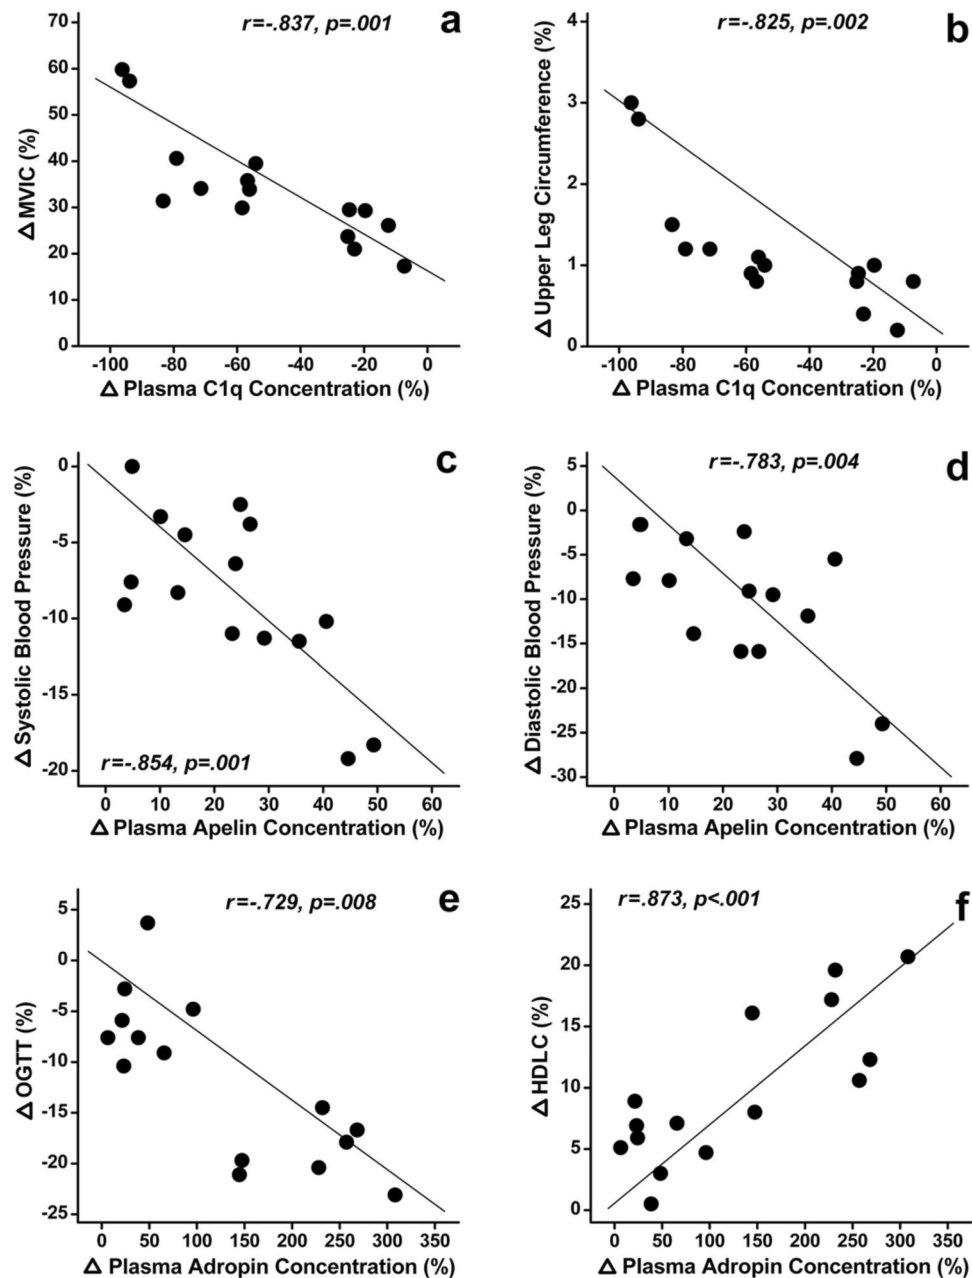 r=-.837, p=.001
a
70
60
50
40
30
20
10
0
Δ MVIC (%)
-100 -80 -60 -40 -20 0
Δ Plasma C1q Concentration (%)
r=-.825, p=.002
b
4
3
2
1
0
Δ Upper Leg Circumference (%)
-100 -80 -60 -40 -20 0
Δ Plasma C1q Concentration (%)
c
0
-5
-10
-15
-20
Δ Systolic Blood Pressure (%)
r=-.854, p=.001
0 10 20 30 40 50 60
Δ Plasma Apelin Concentration (%)
r=-.783, p=.004
d
5
0
-5
-10
-15
-20
-25
-30
Δ Diastolic Blood Pressure (%)
0 10 20 30 40 50 60
Δ Plasma Apelin Concentration (%)
r=-.729, p=.008
e
5
0
-5
-10
-15
-20
-25
Δ OGTT (%)
0 50 100 150 200 250 300 350
Δ Plasma Adropin Concentration (%)
r=.873, p<.001
f
25
20
15
10
5
0
Δ HDLC (%)
0 50 100 150 200 250 300 350
Δ Plasma Adropin Concentration (%)